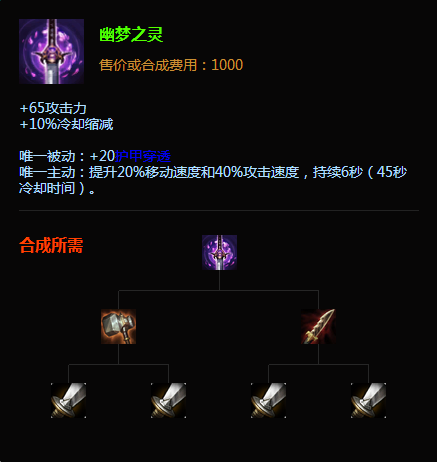 幽梦之灵
售价或合成费用：1000
+65攻击力
+10%冷却缩减
唯一被动：+20护甲穿透
唯一主动：提升20%移动速度和40%攻击速度，持续6秒（45秒
冷却时间）。
合成所需